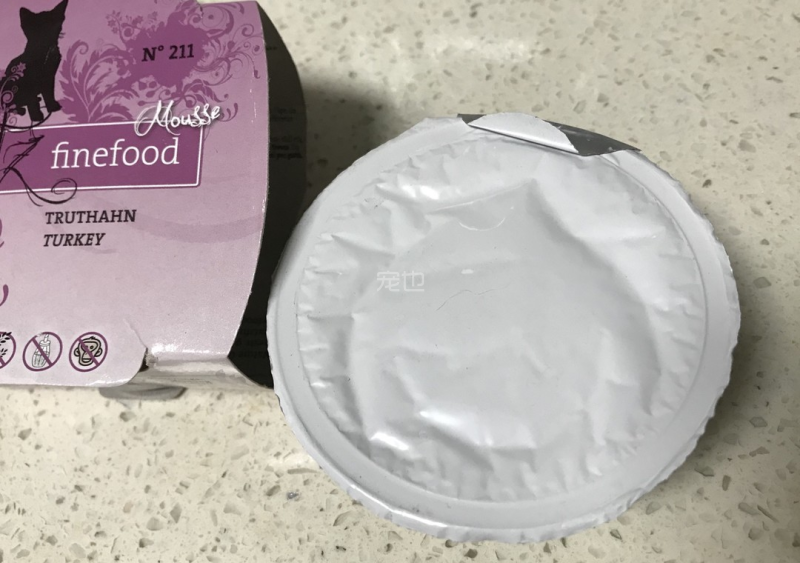 N° 211
Mousse
finefood
TRUTHAHN
TURKEY
宠也